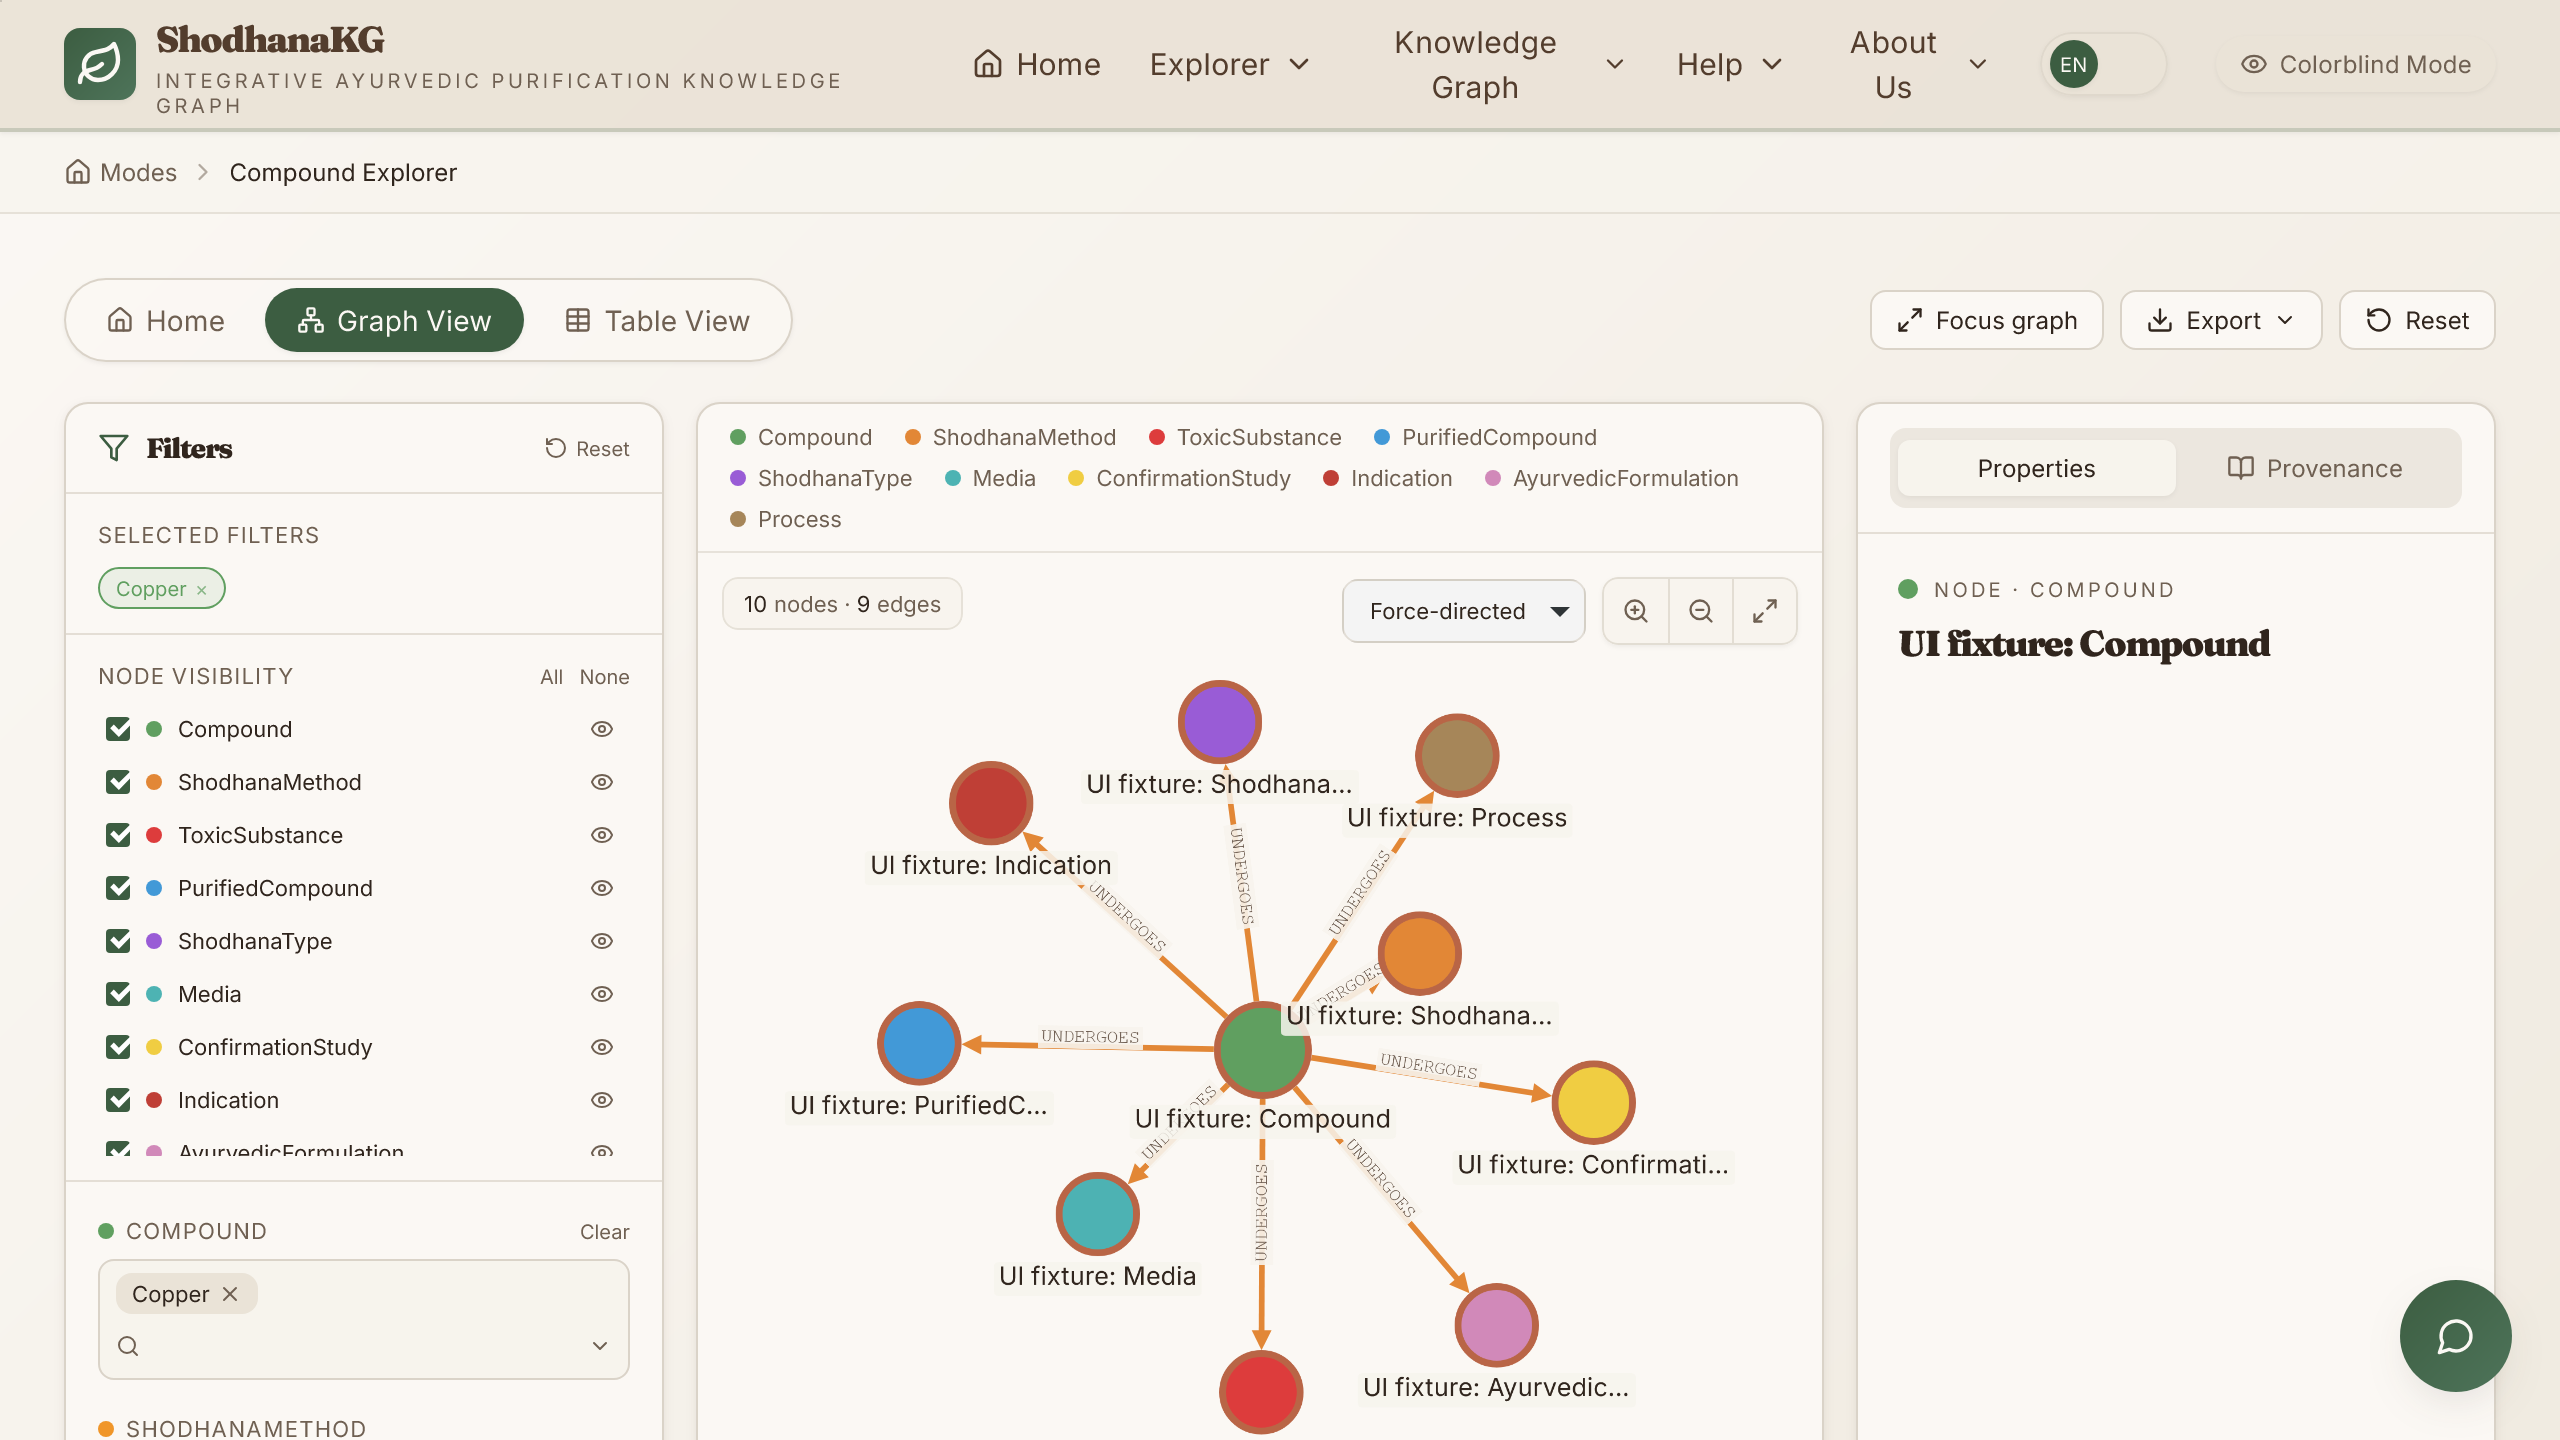 ShodhanaKG
INTEGRATIVE AYURVEDIC PURIFICATION KNOWLEDGE
GRAPH
Home
Explorer
Knowledge
Graph
Help
About
Us
EN
Colorblind Mode
Modes
Compound Explorer
Home
Graph View
Table View
Focus graph
Export
Reset
Filters
Reset
SELECTED FILTERS
Copper ×
NODE VISIBILITY
All
None
Compound
ShodhanaMethod
ToxicSubstance
PurifiedCompound
ShodhanaType
Media
ConfirmationStudy
Indication
AyurvedicFormulation
COMPOUND
Clear
Copper
SHODHANAMETHOD
Compound
ShodhanaMethod
ToxicSubstance
PurifiedCompound
ShodhanaType
Media
ConfirmationStudy
Indication
AyurvedicFormulation
Process
10 nodes · 9 edges
Force-directed
UI fixture: Shodhana...
UI fixture: Process
UI fixture: Indication
UNDERGOES
UNDERGOES
UNDERGOES
UI fixture: Shodhana...
UNDERGOES
UNDERGOES
UI fixture: PurifiedC...
UI fixture: Compound
UI fixture: Confirmati...
UNDERGOES
UNDERGOES
UI fixture: Media
UI fixture: Ayurvedic...
Properties
Provenance
NODE · COMPOUND
UI fixture: Compound